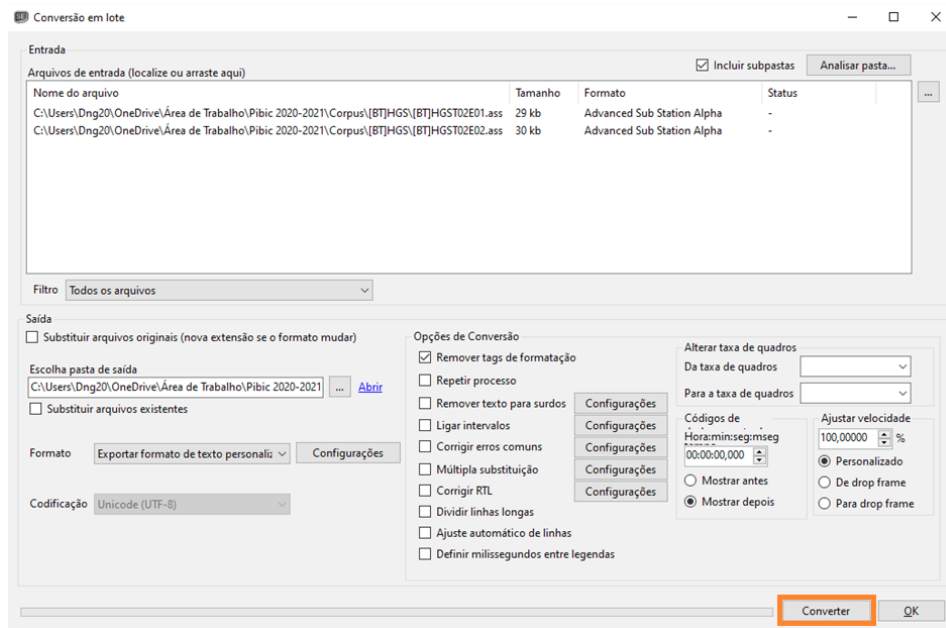 SE Conversão em lote
Entrada
Arquivos de entrada (localize ou arraste aqui)
Incluir subpastas
Analisar pasta...
Nome do arquivo Tamanho Formato Status
...
C:\Users\Dng20\OneDrive\Área de Trabalho\Pibic 2020-2021\Corpus\[BT]HGS\[BT]HGST02E01.ass 29 kb Advanced Sub Station Alpha -
C:\Users\Dng20\OneDrive\Área de Trabalho\Pibic 2020-2021\Corpus\[BT]HGS\[BT]HGST02E02.ass 30 kb Advanced Sub Station Alpha -
Filtro Todos os arquivos
Saída
Substituir arquivos originais (nova extensão se o formato mudar)
Escolha pasta de saída
C:\Users\Dng20\OneDrive\Área de Trabalho\Pibic 2020-2021 ... Abrir
Substituir arquivos existentes
Formato Exportar formato de texto personaliz Configurações
Codificação Unicode (UTF-8)
Opções de Conversão
Remover tags de formatação
Repetir processo
Remover texto para surdos Configurações
Ligar intervalos Configurações
Corrigir erros comuns Configurações
Múltipla substituição Configurações
Corrigir RTL Configurações
Dividir linhas longas
Ajuste automático de linhas
Definir milissegundos entre legendas
Alterar taxa de quadros
Da taxa de quadros
Para a taxa de quadros
Códigos de
Hora:min:seg:mseg
00:00:00,000
Mostrar antes
Mostrar depois
Ajustar velocidade
100,00000 %
Personalizado
De drop frame
Para drop frame
Converter OK